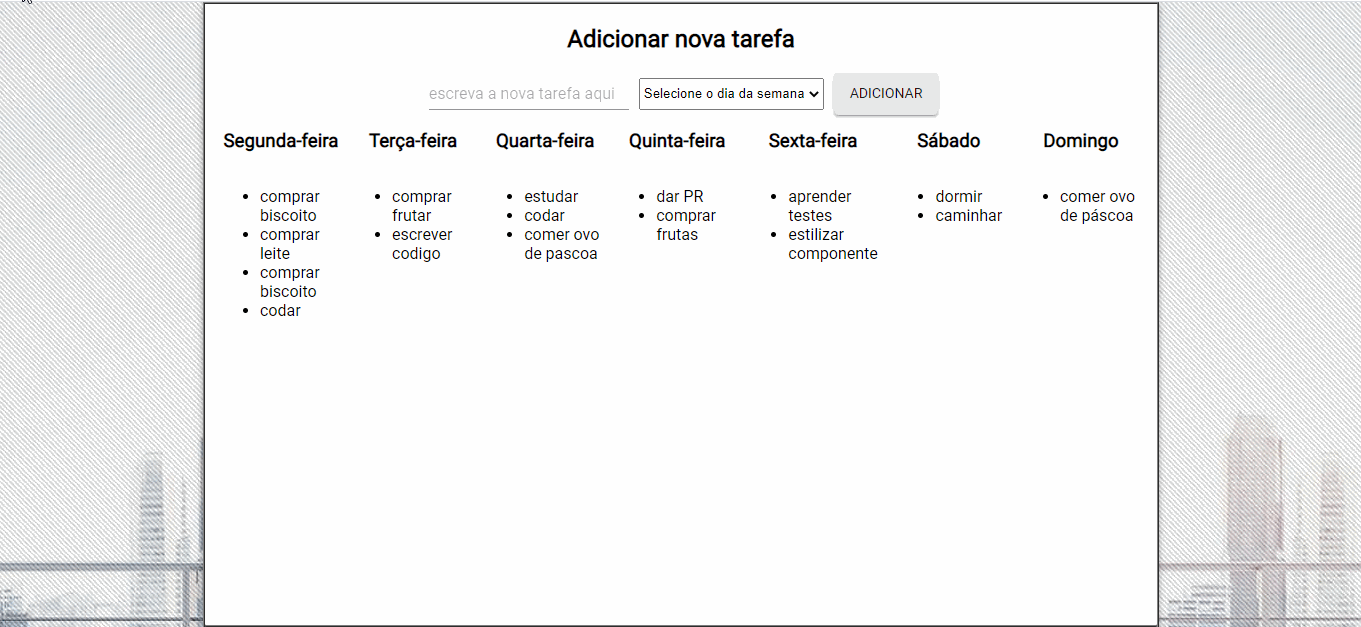 Adicionar nova tarefa
escreva a nova tarefa aqui Selecione o dia da semana ADICIONAR
Segunda-feira Terça-feira Quarta-feira Quinta-feira Sexta-feira Sábado Domingo
comprar
biscoito
comprar
leite
comprar
biscoito
codar
comprar
frutar
escrever
codigo
estudar
codar
comer ovo
de pascoa
dar PR
comprar
frutas
aprender
testes
estilizar
componente
dormir
caminhar
comer ovo
de páscoa